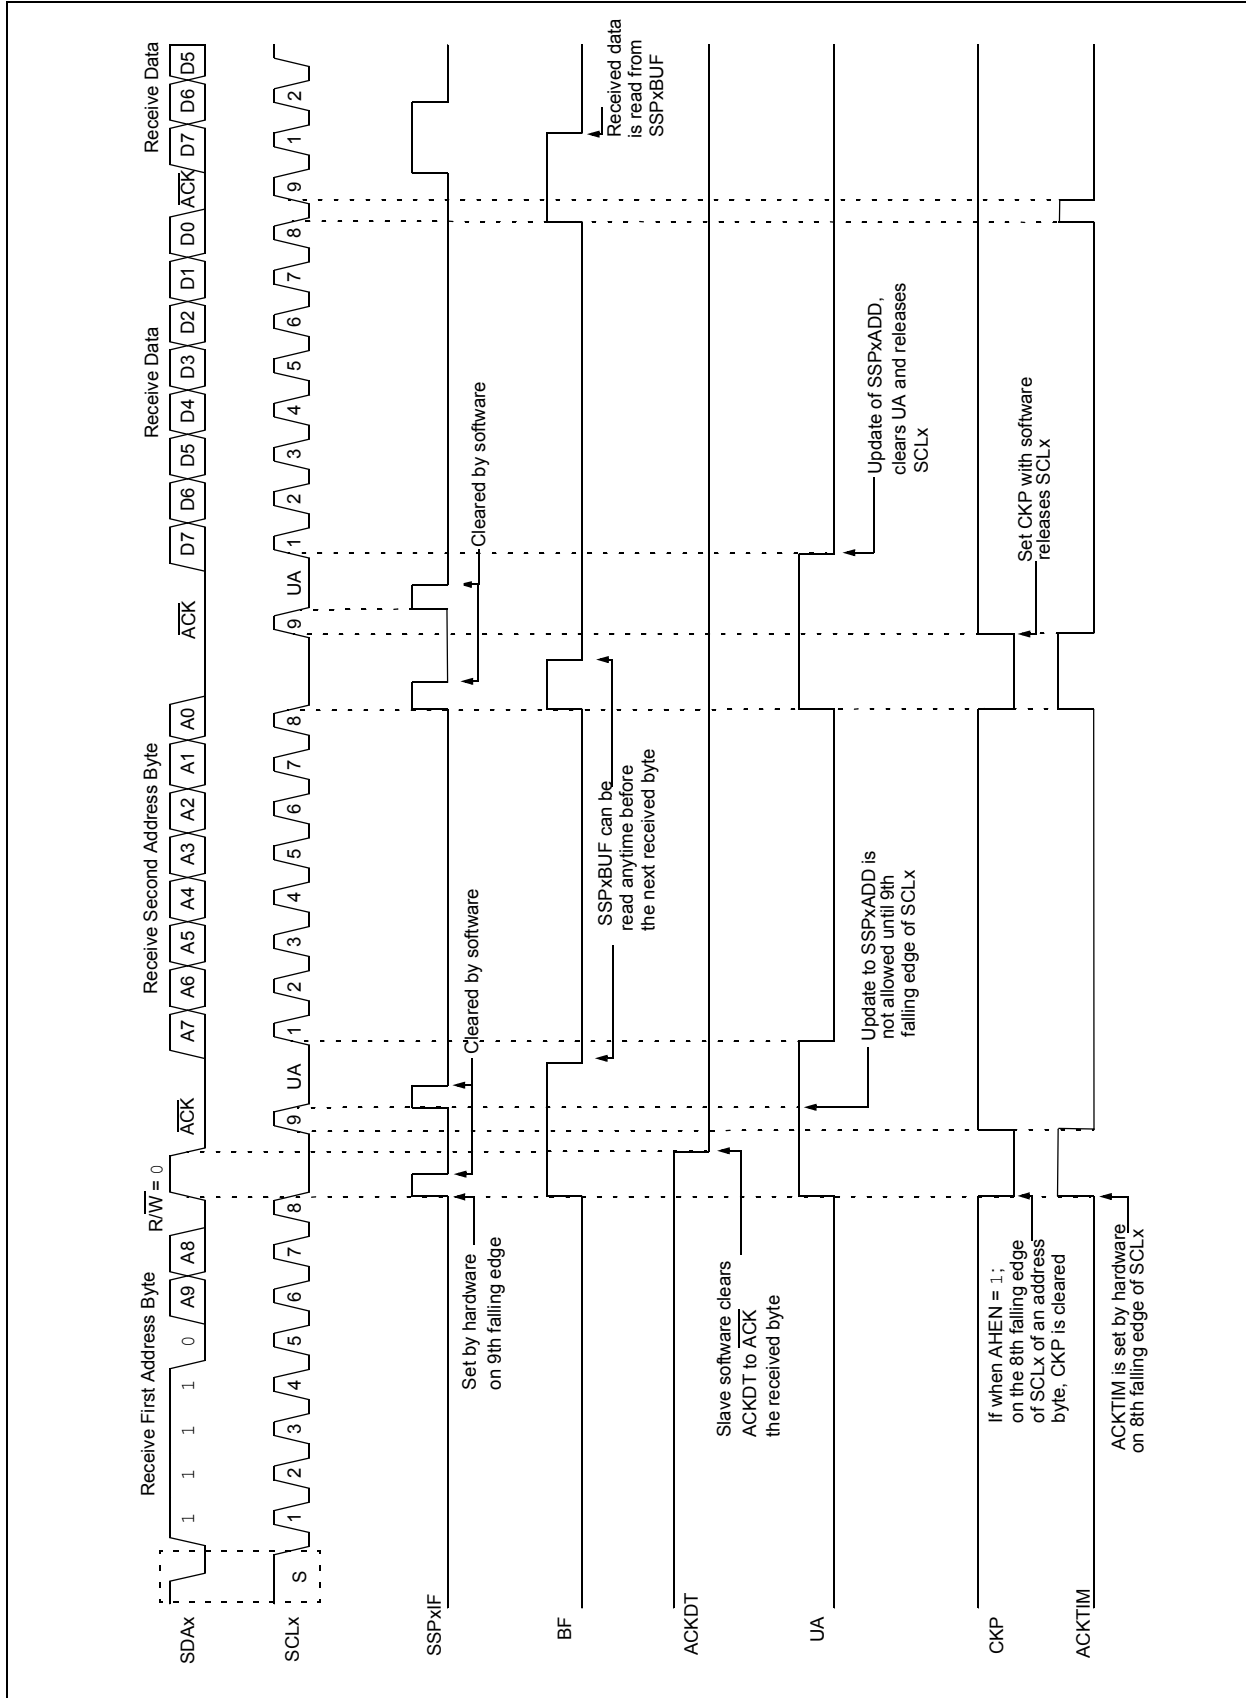 Receive First Address Byte
R/W = 0
ACK
Receive Second Address Byte
ACK
Receive Data
ACK
Receive Data
SDAx
1 1 1 1 0 A9 A8
A7 A6 A5 A4 A3 A2 A1 A0
D7 D6 D5 D4 D3 D2 D1 D0
D7 D6 D5
SCLx
S 1 2 3 4 5 6 7 8 9 UA 1 2 3 4 5 6 7 8 9 UA 1 2 3 4 5 6 7 8 9 1 2
SSPxIF
Set by hardware
on 9th falling edge
Cleared by software
Cleared by software
BF
SSPxBUF can be
read anytime before
the next received byte
Received data
is read from
SSPxBUF
ACKDT
Slave software clears
ACKDT to ACK
the received byte
UA
Update to SSPxADD is
not allowed until 9th
falling edge of SCLx
Update of SSPxADD,
clears UA and releases
SCLx
CKP
If when AHEN = 1;
on the 8th falling edge
of SCLx of an address
byte, CKP is cleared
Set CKP with software
releases SCLx
ACKTIM
ACKTIM is set by hardware
on 8th falling edge of SCLx